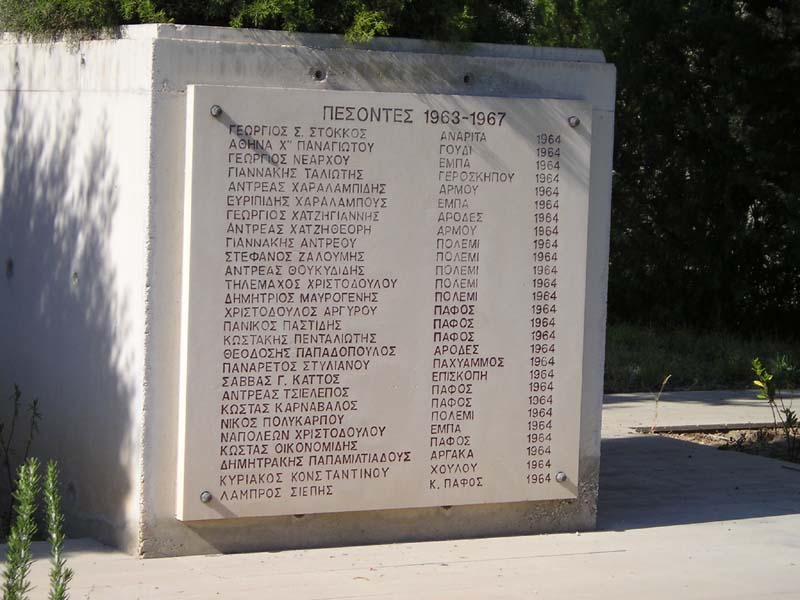 ΠΕΣΟΝΤΕΣ 1963-1967
ΓΕΩΡΓΙΟΣ Σ. ΣΤΟΚΚΟΣ ΑΝΑΡΙΤΑ 1964
ΑΘΗΝΑ Χ" ΠΑΝΑΓΙΩΤΟΥ ΓΟΥΔΙ 1964
ΓΕΩΡΓΙΟΣ ΝΕΑΡΧΟΥ ΕΜΠΑ 1964
ΓΙΑΝΝΑΚΗΣ ΤΑΛΙΩΤΗΣ ΓΕΡΟΣΚΗΠΟΥ 1964
ΑΝΤΡΕΑΣ ΧΑΡΑΛΑΜΠΙΔΗΣ ΑΡΜΟΥ 1964
ΕΥΡΙΠΙΔΗΣ ΧΑΡΑΛΑΜΠΟΥΣ ΕΜΠΑ 1964
ΓΕΩΡΓΙΟΣ ΧΑΤΖΗΓΙΑΝΝΗΣ ΑΡΟΔΕΣ 1964
ΑΝΤΡΕΑΣ ΧΑΤΖΗΘΕΟΡΗ ΑΡΜΟΥ 1964
ΓΙΑΝΝΑΚΗΣ ΑΝΤΡΕΟΥ ΠΟΛΕΜΙ 1964
ΣΤΕΦΑΝΟΣ ΖΑΛΟΥΜΗΣ ΠΟΛΕΜΙ 1964
ΑΝΤΡΕΑΣ ΘΟΥΚΥΔΙΔΗΣ ΠΟΛΕΜΙ 1964
ΤΗΛΕΜΑΧΟΣ ΧΡΙΣΤΟΔΟΥΛΟΥ ΠΟΛΕΜΙ 1964
ΔΗΜΗΤΡΙΟΣ ΜΑΥΡΟΓΕΝΗΣ ΠΟΛΕΜΙ 1964
ΧΡΙΣΤΟΔΟΥΛΟΣ ΑΡΓΥΡΟΥ ΠΑΦΟΣ 1964
ΠΑΝΙΚΟΣ ΠΑΣΤΙΔΗΣ ΠΑΦΟΣ 1964
ΚΩΣΤΑΚΗΣ ΠΕΝΤΑΛΙΩΤΗΣ ΠΑΦΟΣ 1964
ΘΕΟΔΟΣΗΣ ΠΑΠΑΔΟΠΟΥΛΟΣ ΑΡΟΔΕΣ 1964
ΠΑΝΑΡΕΤΟΣ ΣΤΥΛΙΑΝΟΥ ΠΑΧΥΑΜΜΟΣ 1964
ΣΑΒΒΑΣ Γ. ΚΑΤΤΟΣ ΕΠΙΣΚΟΠΗ 1964
ΑΝΤΡΕΑΣ ΤΣΙΕΛΕΠΟΣ ΠΑΦΟΣ 1964
ΚΩΣΤΑΣ ΚΑΡΝΑΒΑΛΟΣ ΠΑΦΟΣ 1964
ΝΙΚΟΣ ΠΟΛΥΚΑΡΠΟΥ ΠΟΛΕΜΙ 1964
ΝΑΠΟΛΕΩΝ ΧΡΙΣΤΟΔΟΥΛΟΥ ΕΜΠΑ 1964
ΚΩΣΤΑΣ ΟΙΚΟΝΟΜΙΔΗΣ ΠΑΦΟΣ 1964
ΔΗΜΗΤΡΑΚΗΣ ΠΑΠΑΜΙΛΤΙΑΔΟΥΣ ΑΡΓΑΚΑ 1964
ΚΥΡΙΑΚΟΣ ΚΩΝΣΤΑΝΤΙΝΟΥ ΧΟΥΛΟΥ 1964
ΛΑΜΠΡΟΣ ΣΙΕΠΗΣ Κ. ΠΑΦΟΣ 1964